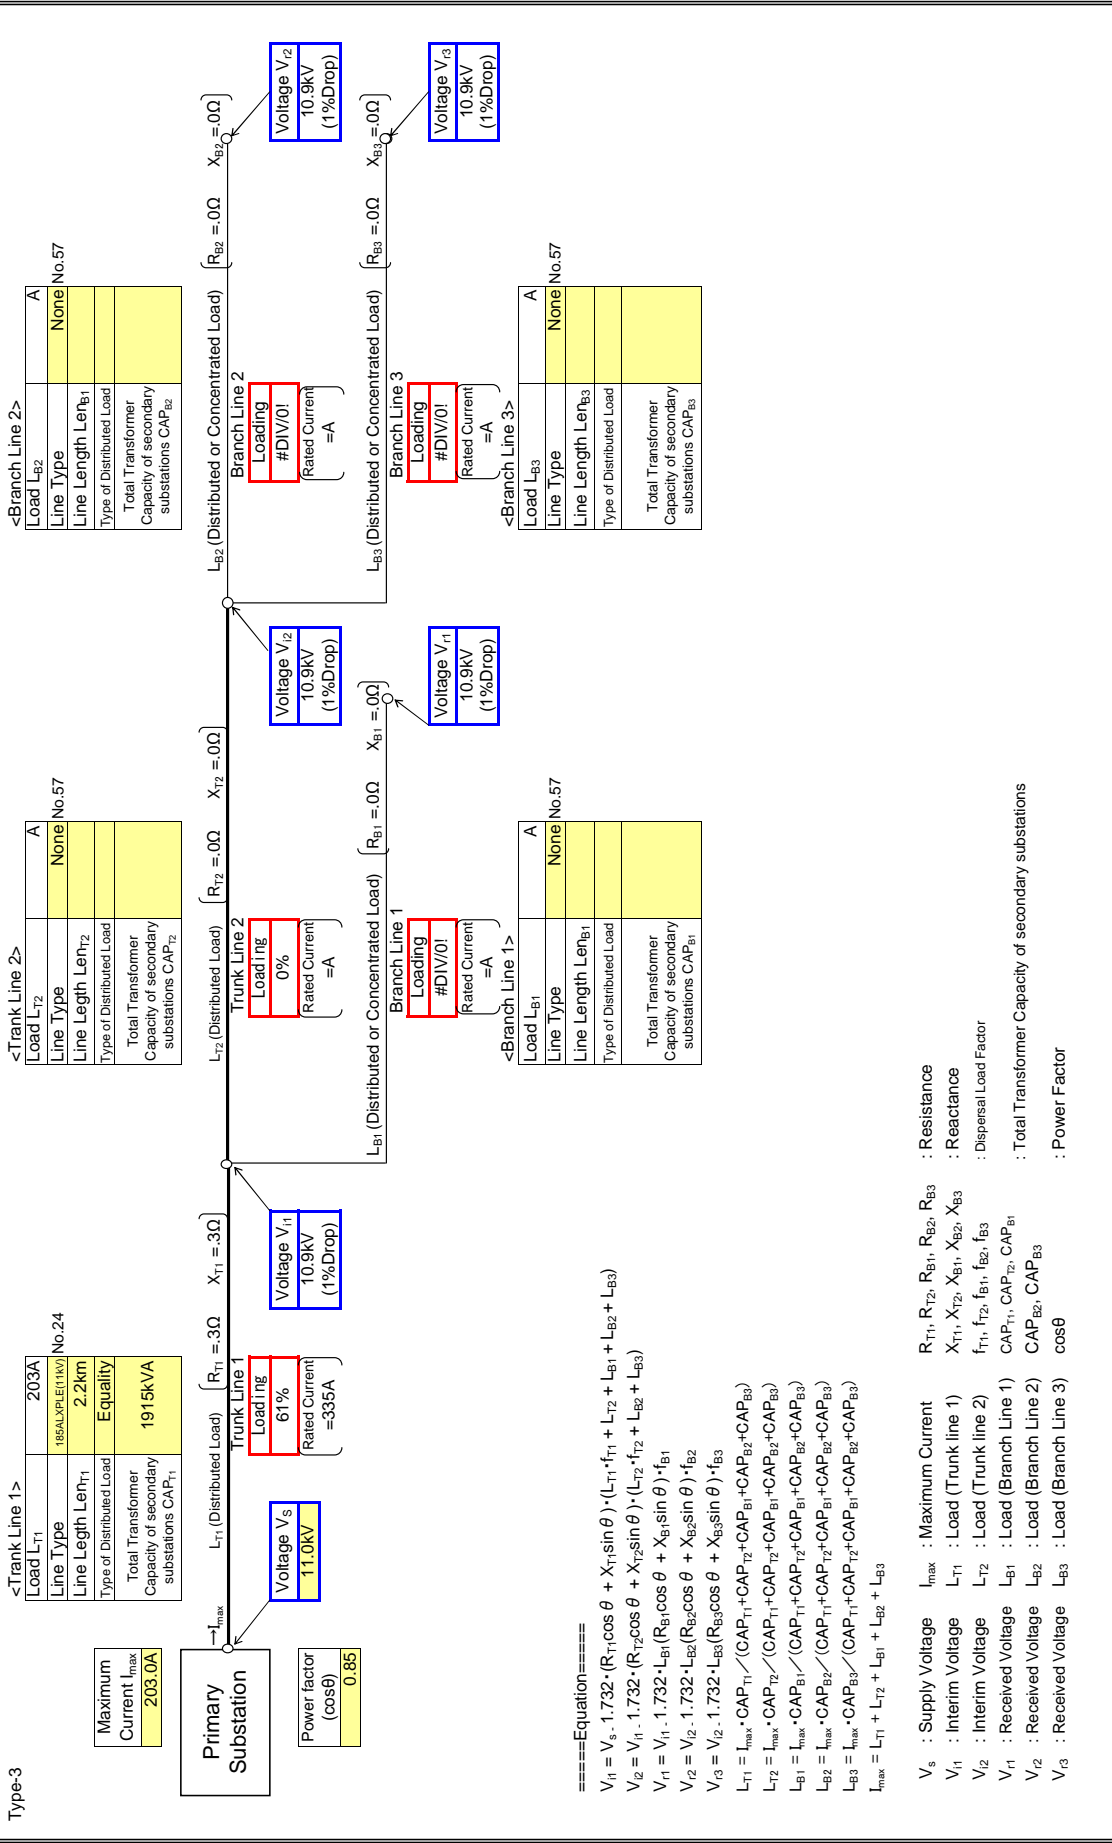 Type-3
Maximum
Current Imax
203.0A
Primary
Substation
Power factor
(cosθ)
0.85
→Imax
Voltage VS
11.0kV
<Trank Line 1>
Load LT1 203A
Line Type 185ALXPLE(11kV) No.24
Line Legth LenT1 2.2km
Type of Distributed Load Equality
Total Transformer
Capacity of secondary
substations CAPT1
1915kVA
LT1 (Distributed Load)
RT1 =.3Ω XT1 =.3Ω
Trunk Line 1
Loading
61%
Rated Current
=335A
Voltage Vi1
10.9kV
(1%Drop)
<Trank Line 2>
Load LT2 A
Line Type None No.57
Line Length LenT2
Type of Distributed Load
Total Transformer
Capacity of secondary
substations CAPT2
LT2 (Distributed Load)
RT2 =.0Ω XT2 =.0Ω
Trunk Line 2
Loading
0%
Rated Current
=A
Voltage Vi2
10.9kV
(1%Drop)
LB1 (Distributed or Concentrated Load)
RB1 =.0Ω XB1 =.0Ω
Branch Line 1
Loading
#DIV/0!
Rated Current
=A
Voltage Vr1
10.9kV
(1%Drop)
<Branch Line 1>
Load LB1 A
Line Type None No.57
Line Length LenB1
Type of Distributed Load
Total Transformer
Capacity of secondary
substations CAPB1
<Branch Line 2>
Load LB2 A
Line Type None No.57
Line Length LenB1
Type of Distributed Load
Total Transformer
Capacity of secondary
substations CAPB2
LB2 (Distributed or Concentrated Load)
RB2 =.0Ω XB2 =.0Ω
Branch Line 2
Loading
#DIV/0!
Rated Current
=A
Voltage Vr2
10.9kV
(1%Drop)
LB3 (Distributed or Concentrated Load)
RB3 =.0Ω XB3 =.0Ω
Branch Line 3
Loading
#DIV/0!
Rated Current
=A
Voltage Vr3
10.9kV
(1%Drop)
<Branch Line 3>
Load LB3 A
Line Type None No.57
Line Length LenB3
Type of Distributed Load
Total Transformer
Capacity of secondary
substations CAPB3
=====Equation=====
Vi1 = Vs - 1.732・(RT1cos θ + XT1sin θ)・(LT1・fT1 + LT2 + LB1 + LB2 + LB3)
Vi2 = Vi1 - 1.732・(RT2cos θ + XT2sin θ)・(LT2・fT2 + LB2 + LB3)
Vr1 = Vi1 - 1.732・LB1(RB1cos θ + XB1sin θ)・fB1
Vr2 = Vi2 - 1.732・LB2(RB2cos θ + XB2sin θ)・fB2
Vr3 = Vi2 - 1.732・LB3(RB3cos θ + XB3sin θ)・fB3
LT1 = Imax・CAPT1／(CAPT1+CAPT2+CAPB1+CAPB2+CAPB3)
LT2 = Imax・CAPT2／(CAPT1+CAPT2+CAPB1+CAPB2+CAPB3)
LB1 = Imax・CAPB1／(CAPT1+CAPT2+CAPB1+CAPB2+CAPB3)
LB2 = Imax・CAPB2／(CAPT1+CAPT2+CAPB1+CAPB2+CAPB3)
LB3 = Imax・CAPB3／(CAPT1+CAPT2+CAPB1+CAPB2+CAPB3)
Imax = LT1 + LT2 + LB1 + LB2 + LB3
Vs : Supply Voltage Imax : Maximum Current RT1, RT2, RB1, RB2, RB3 : Resistance
Vi1 : Interim Voltage LT1 : Load (Trunk line 1) XT1, XT2, XB1, XB2, XB3 : Reactance
Vi2 : Interim Voltage LT2 : Load (Trunk line 2) fT1, fT2, fB1, fB2, fB3 : Dispersal Load Factor
Vr1 : Received Voltage LB1 : Load (Branch Line 1) CAPT1, CAPT2, CAPB1 : Total Transformer Capacity of secondary substations
Vr2 : Received Voltage LB2 : Load (Branch Line 2) CAPB2, CAPB3
Vr3 : Received Voltage LB3 : Load (Branch Line 3) cosθ : Power Factor